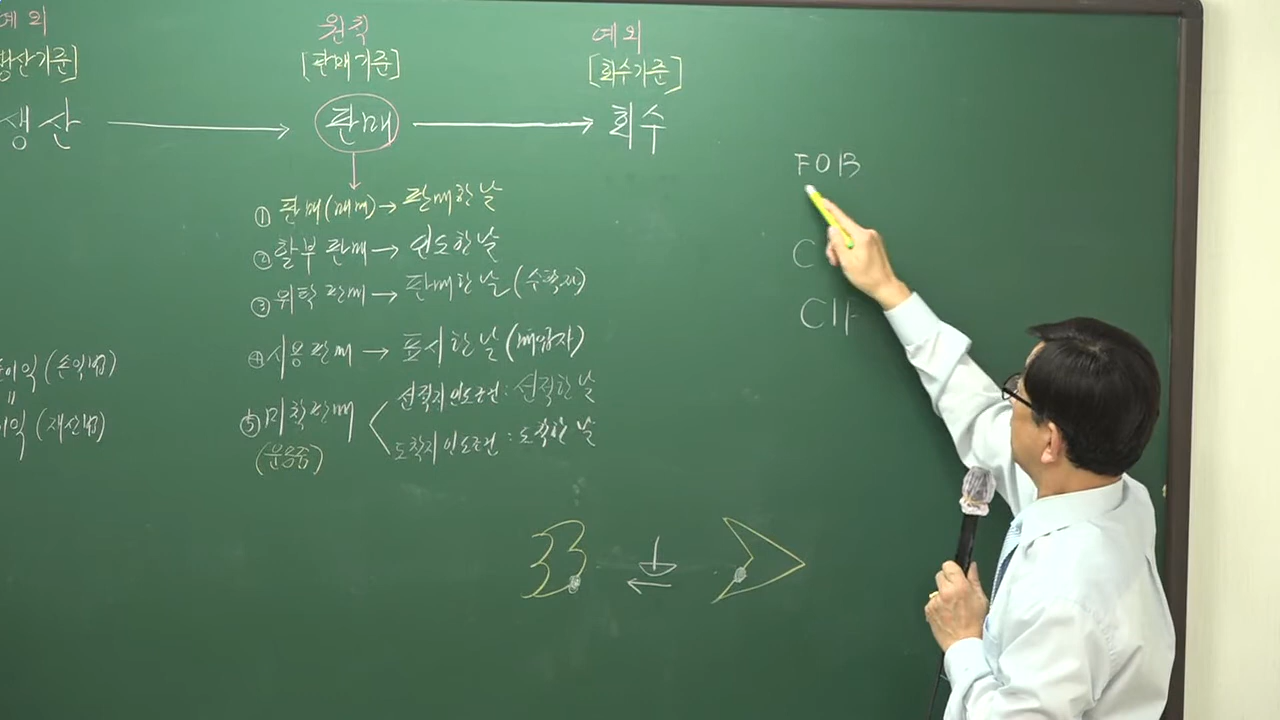 예외
원칙
예외
생산기준]
[판매기준]
[회수기준]
생산 → 판매 → 회수
FOB
① 판매(매매) → 판매한 날
② 할부판매 → 인도한 날
C
③ 위탁판매 → 판매한 날 (수탁자)
CIF
④ 시용판매 → 표시한 날 (매입자)
이익 (손익법)
=
이익 (재산법)
⑤ 미착판매
(운송중)
선적지 인도조건 : 선적한 날
도착지 인도조건 : 도착한 날